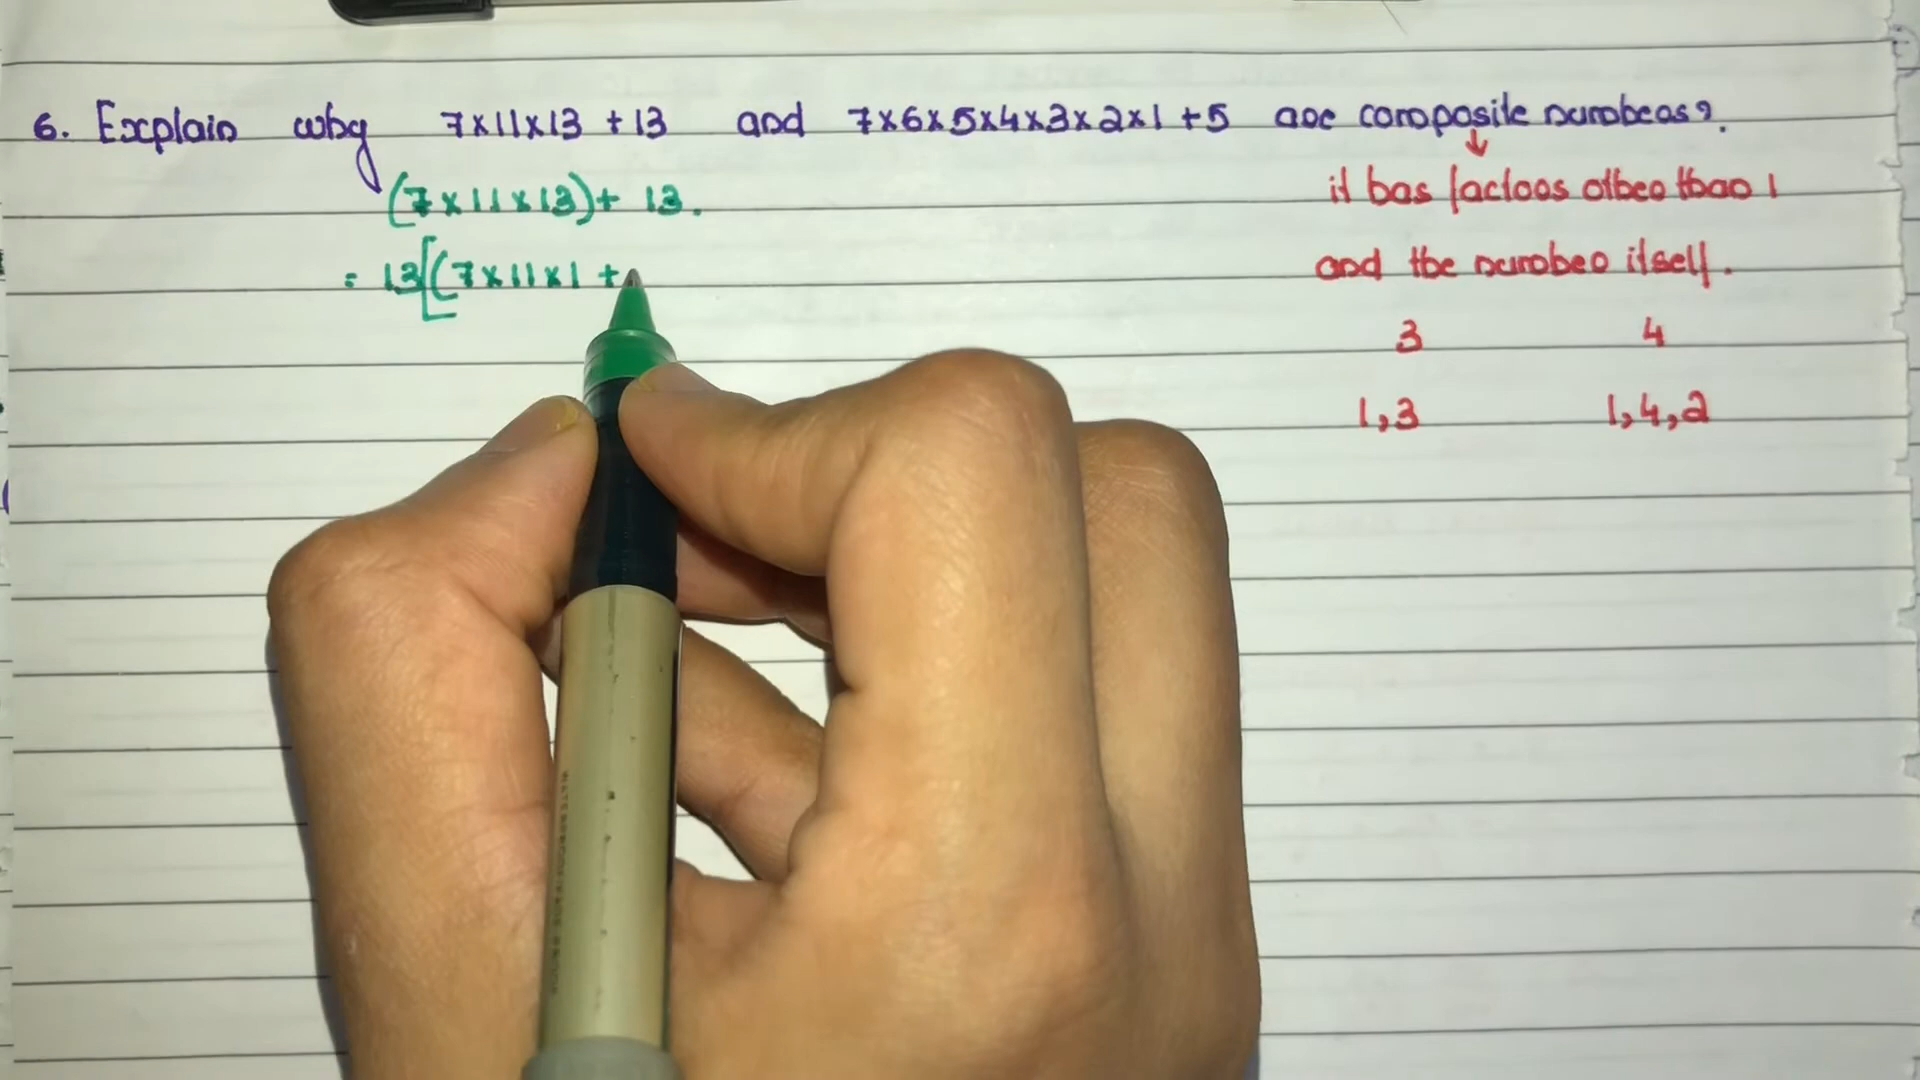 6. Explain why 7×11×13 +13 and 7×6×5×4×3×2×1 +5 are composite numbers?.
↓
it has factors other than 1
and the number itself.
(7×11×13)+ 13.
= 13[(7×11×1 +
3 4
1,3 1,4,2